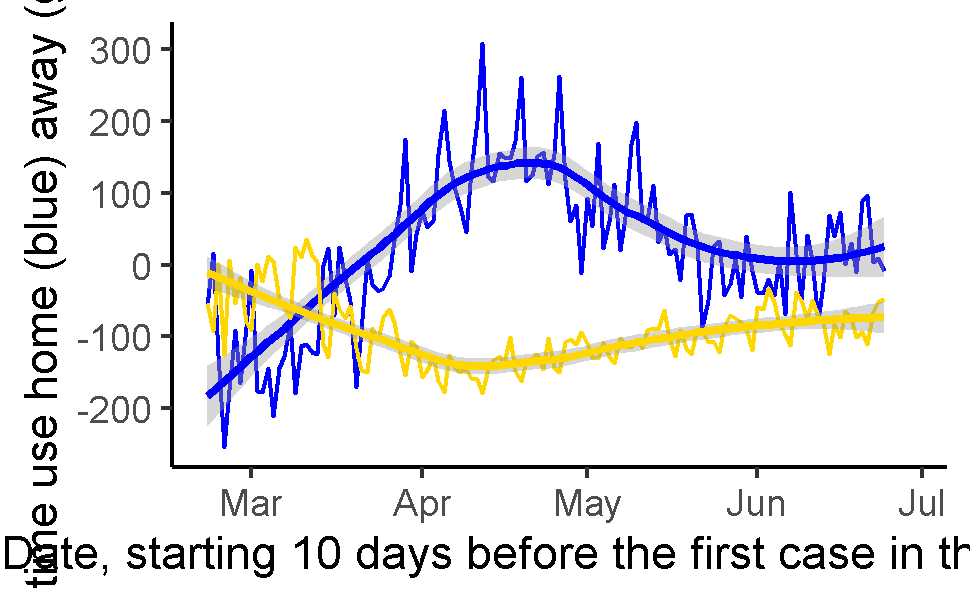 time use home (blue) away (
300
200
100
0
-100
-200
Mar Apr May Jun Jul
Date, starting 10 days before the first case in th